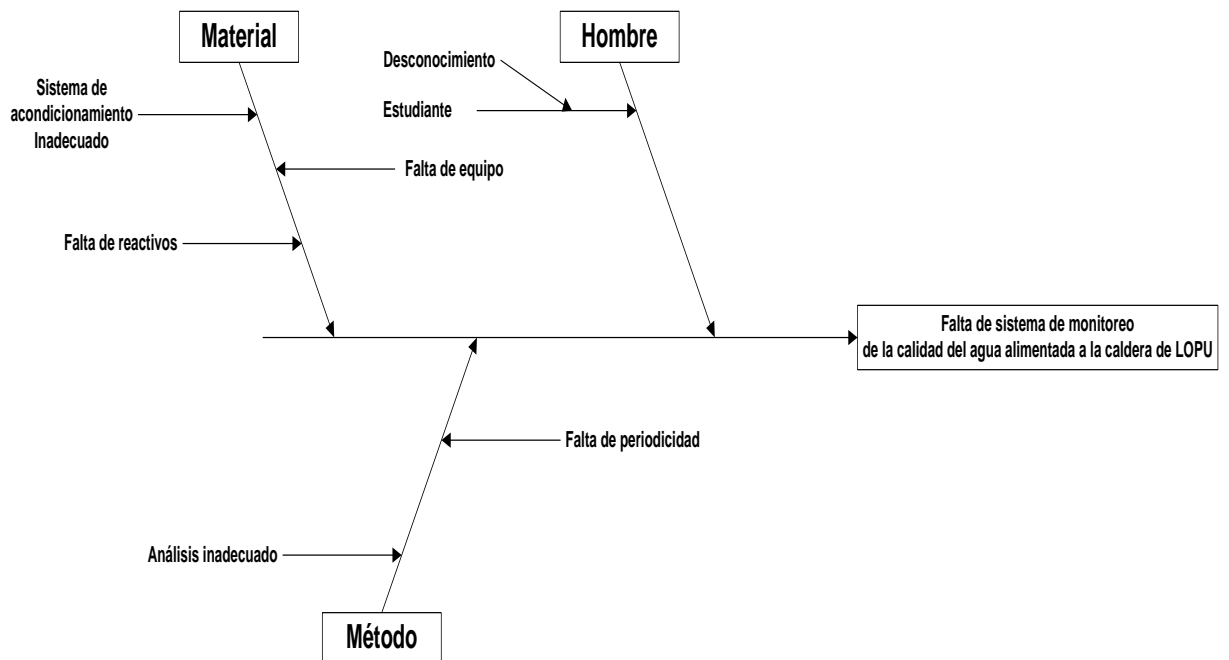 Material
Hombre
Desconocimiento
Estudiante
Sistema de
acondicionamiento
Inadecuado
Falta de equipo
Falta de reactivos
Falta de sistema de monitoreo
de la calidad del agua alimentada a la caldera de LOPU
Falta de periodicidad
Análisis inadecuado
Método